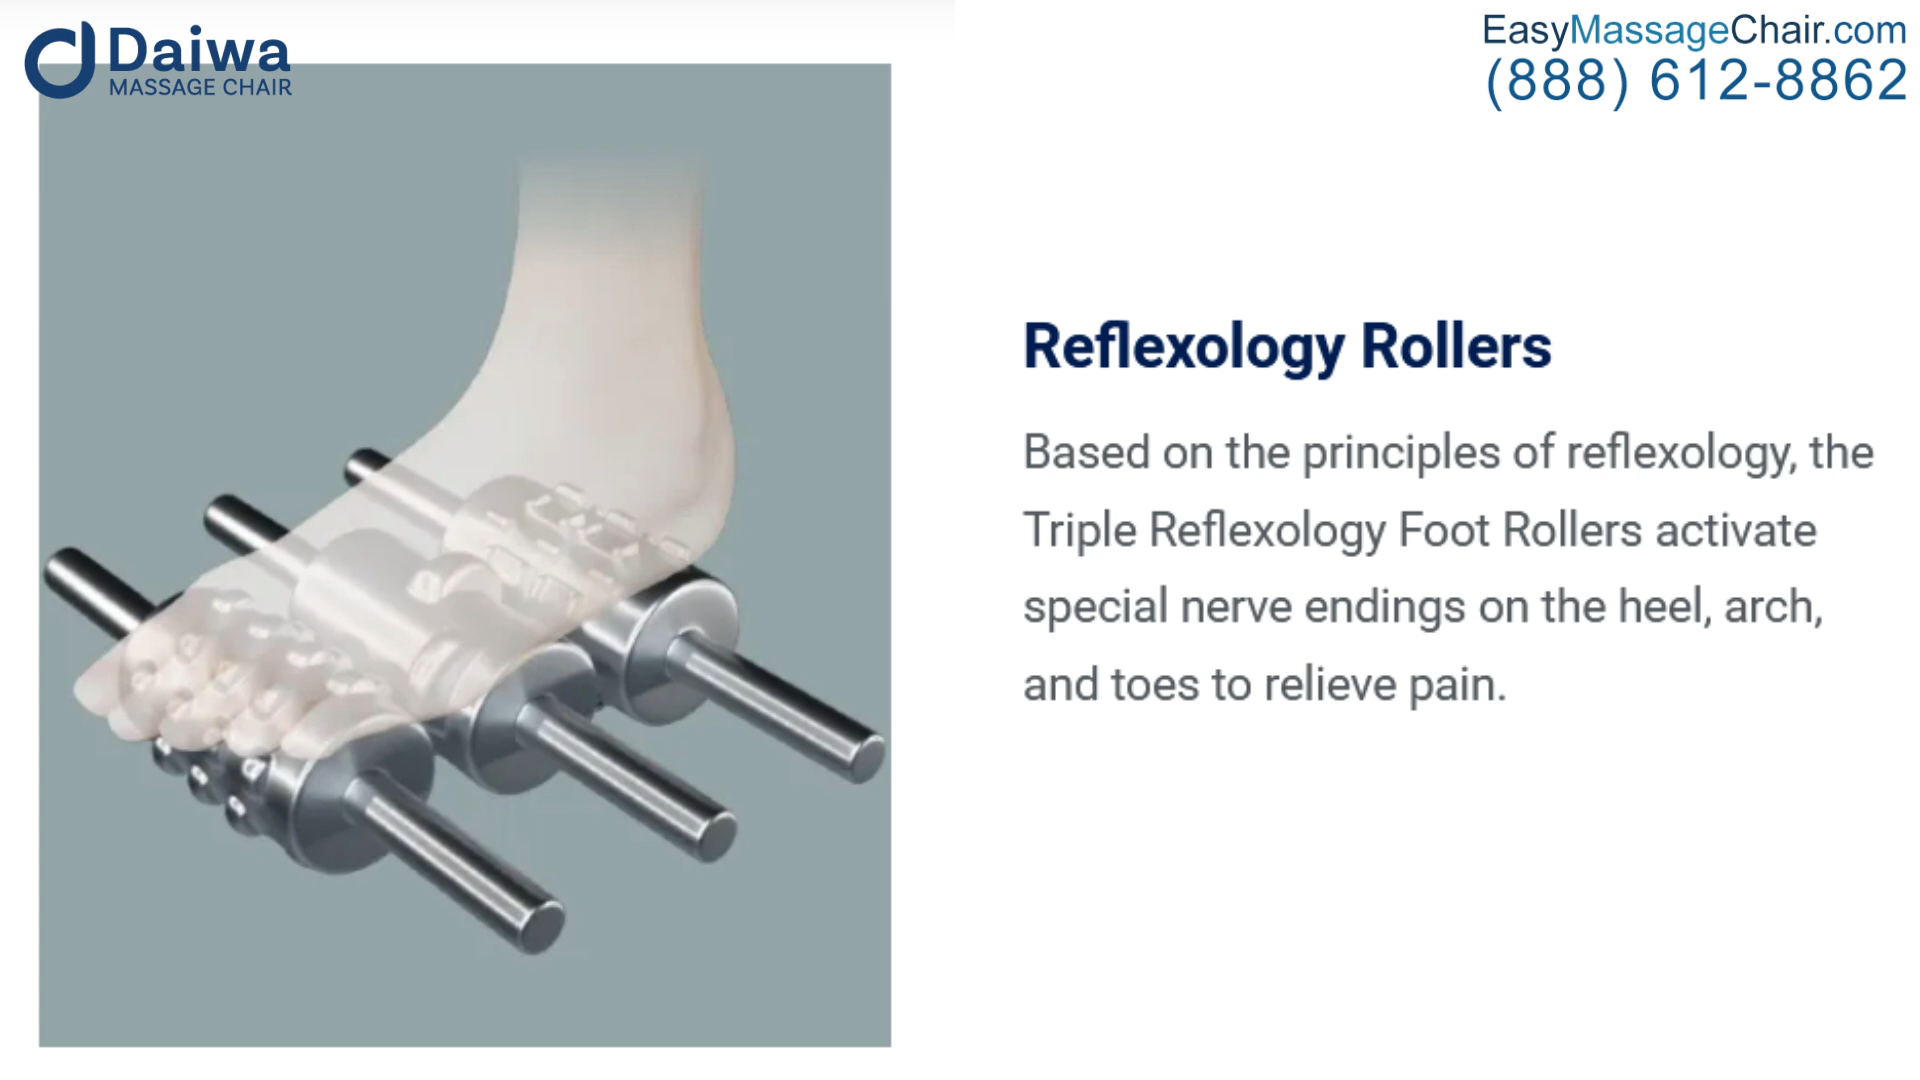 Daiwa
MASSAGE CHAIR
EasyMassageChair.com
(888) 612-8862
Reflexology Rollers
Based on the principles of reflexology, the
Triple Reflexology Foot Rollers activate
special nerve endings on the heel, arch,
and toes to relieve pain.